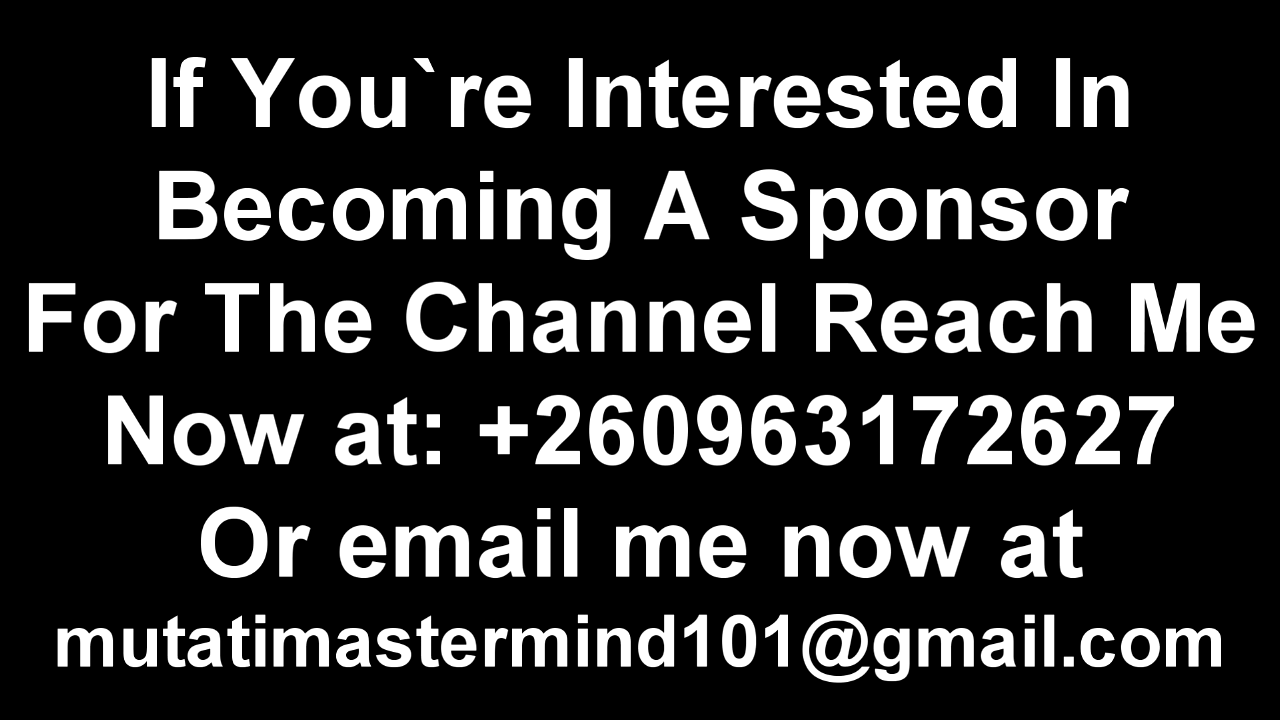 If You`re Interested In
Becoming A Sponsor
For The Channel Reach Me
Now at: +260963172627
Or email me now at
mutatimastermind101@gmail.com